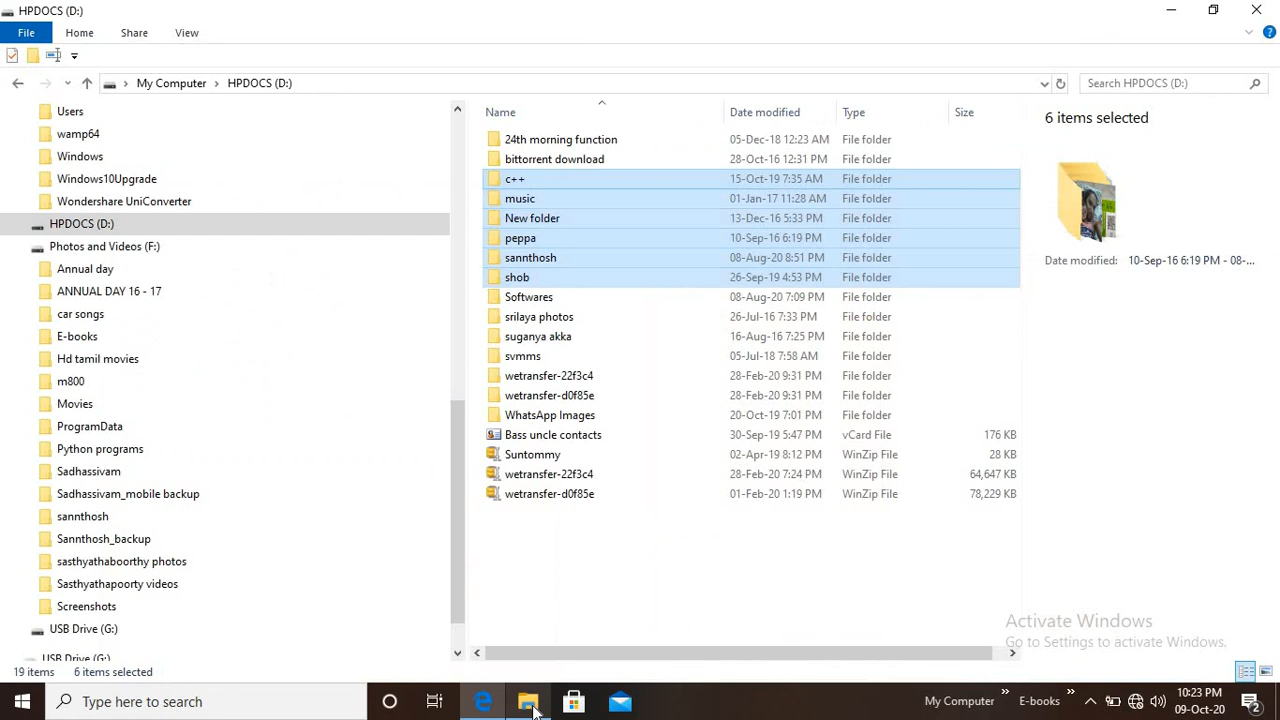 HPDOCS (D:)
File Home Share View
My Computer HPDOCS (D:) Search HPDOCS (D:)
Users
wamp64
Windows
Windows10Upgrade
Wondershare UniConverter
HPDOCS (D:)
Photos and Videos (F:)
Annual day
ANNUAL DAY 16 - 17
car songs
E-books
Hd tamil movies
m800
Movies
ProgramData
Python programs
Sadhassivam
Sadhassivam_mobile backup
sannthosh
Sannthosh_backup
sasthyathaboorthy photos
Sasthyathapoorty videos
Screenshots
USB Drive (G:)
USB Drive (G:)
Name Date modified Type Size
24th morning function 05-Dec-18 12:23 AM File folder
bittorrent download 28-Oct-16 12:31 PM File folder
c++ 15-Oct-19 7:35 AM File folder
music 01-Jan-17 11:28 AM File folder
New folder 13-Dec-16 5:33 PM File folder
peppa 10-Sep-16 6:19 PM File folder
sannthosh 08-Aug-20 8:51 PM File folder
shob 26-Sep-19 4:53 PM File folder
Softwares 08-Aug-20 7:09 PM File folder
srilaya photos 26-Jul-16 7:33 PM File folder
suganya akka 16-Aug-16 7:25 PM File folder
svmms 05-Jul-18 7:58 AM File folder
wetransfer-22f3c4 28-Feb-20 9:31 PM File folder
wetransfer-d0f85e 28-Feb-20 9:31 PM File folder
WhatsApp Images 20-Oct-19 7:01 PM File folder
Bass uncle contacts 30-Sep-19 5:47 PM vCard File 176 KB
Suntommy 02-Apr-19 8:12 PM WinZip File 28 KB
wetransfer-22f3c4 28-Feb-20 7:24 PM WinZip File 64,647 KB
wetransfer-d0f85e 01-Feb-20 1:19 PM WinZip File 78,229 KB
6 items selected
Date modified: 10-Sep-16 6:19 PM - 08-...
Activate Windows
Go to Settings to activate Windows.
19 items 6 items selected
Type here to search My Computer E-books 10:23 PM
09-Oct-20
2